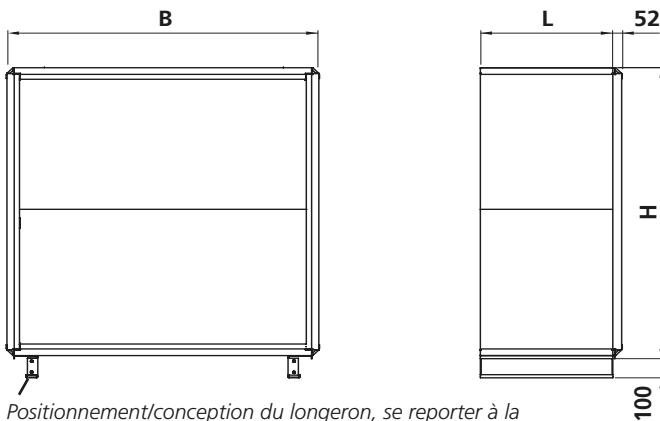 B
L
52
H
100
Positionnement/conception du longeron, se reporter à la